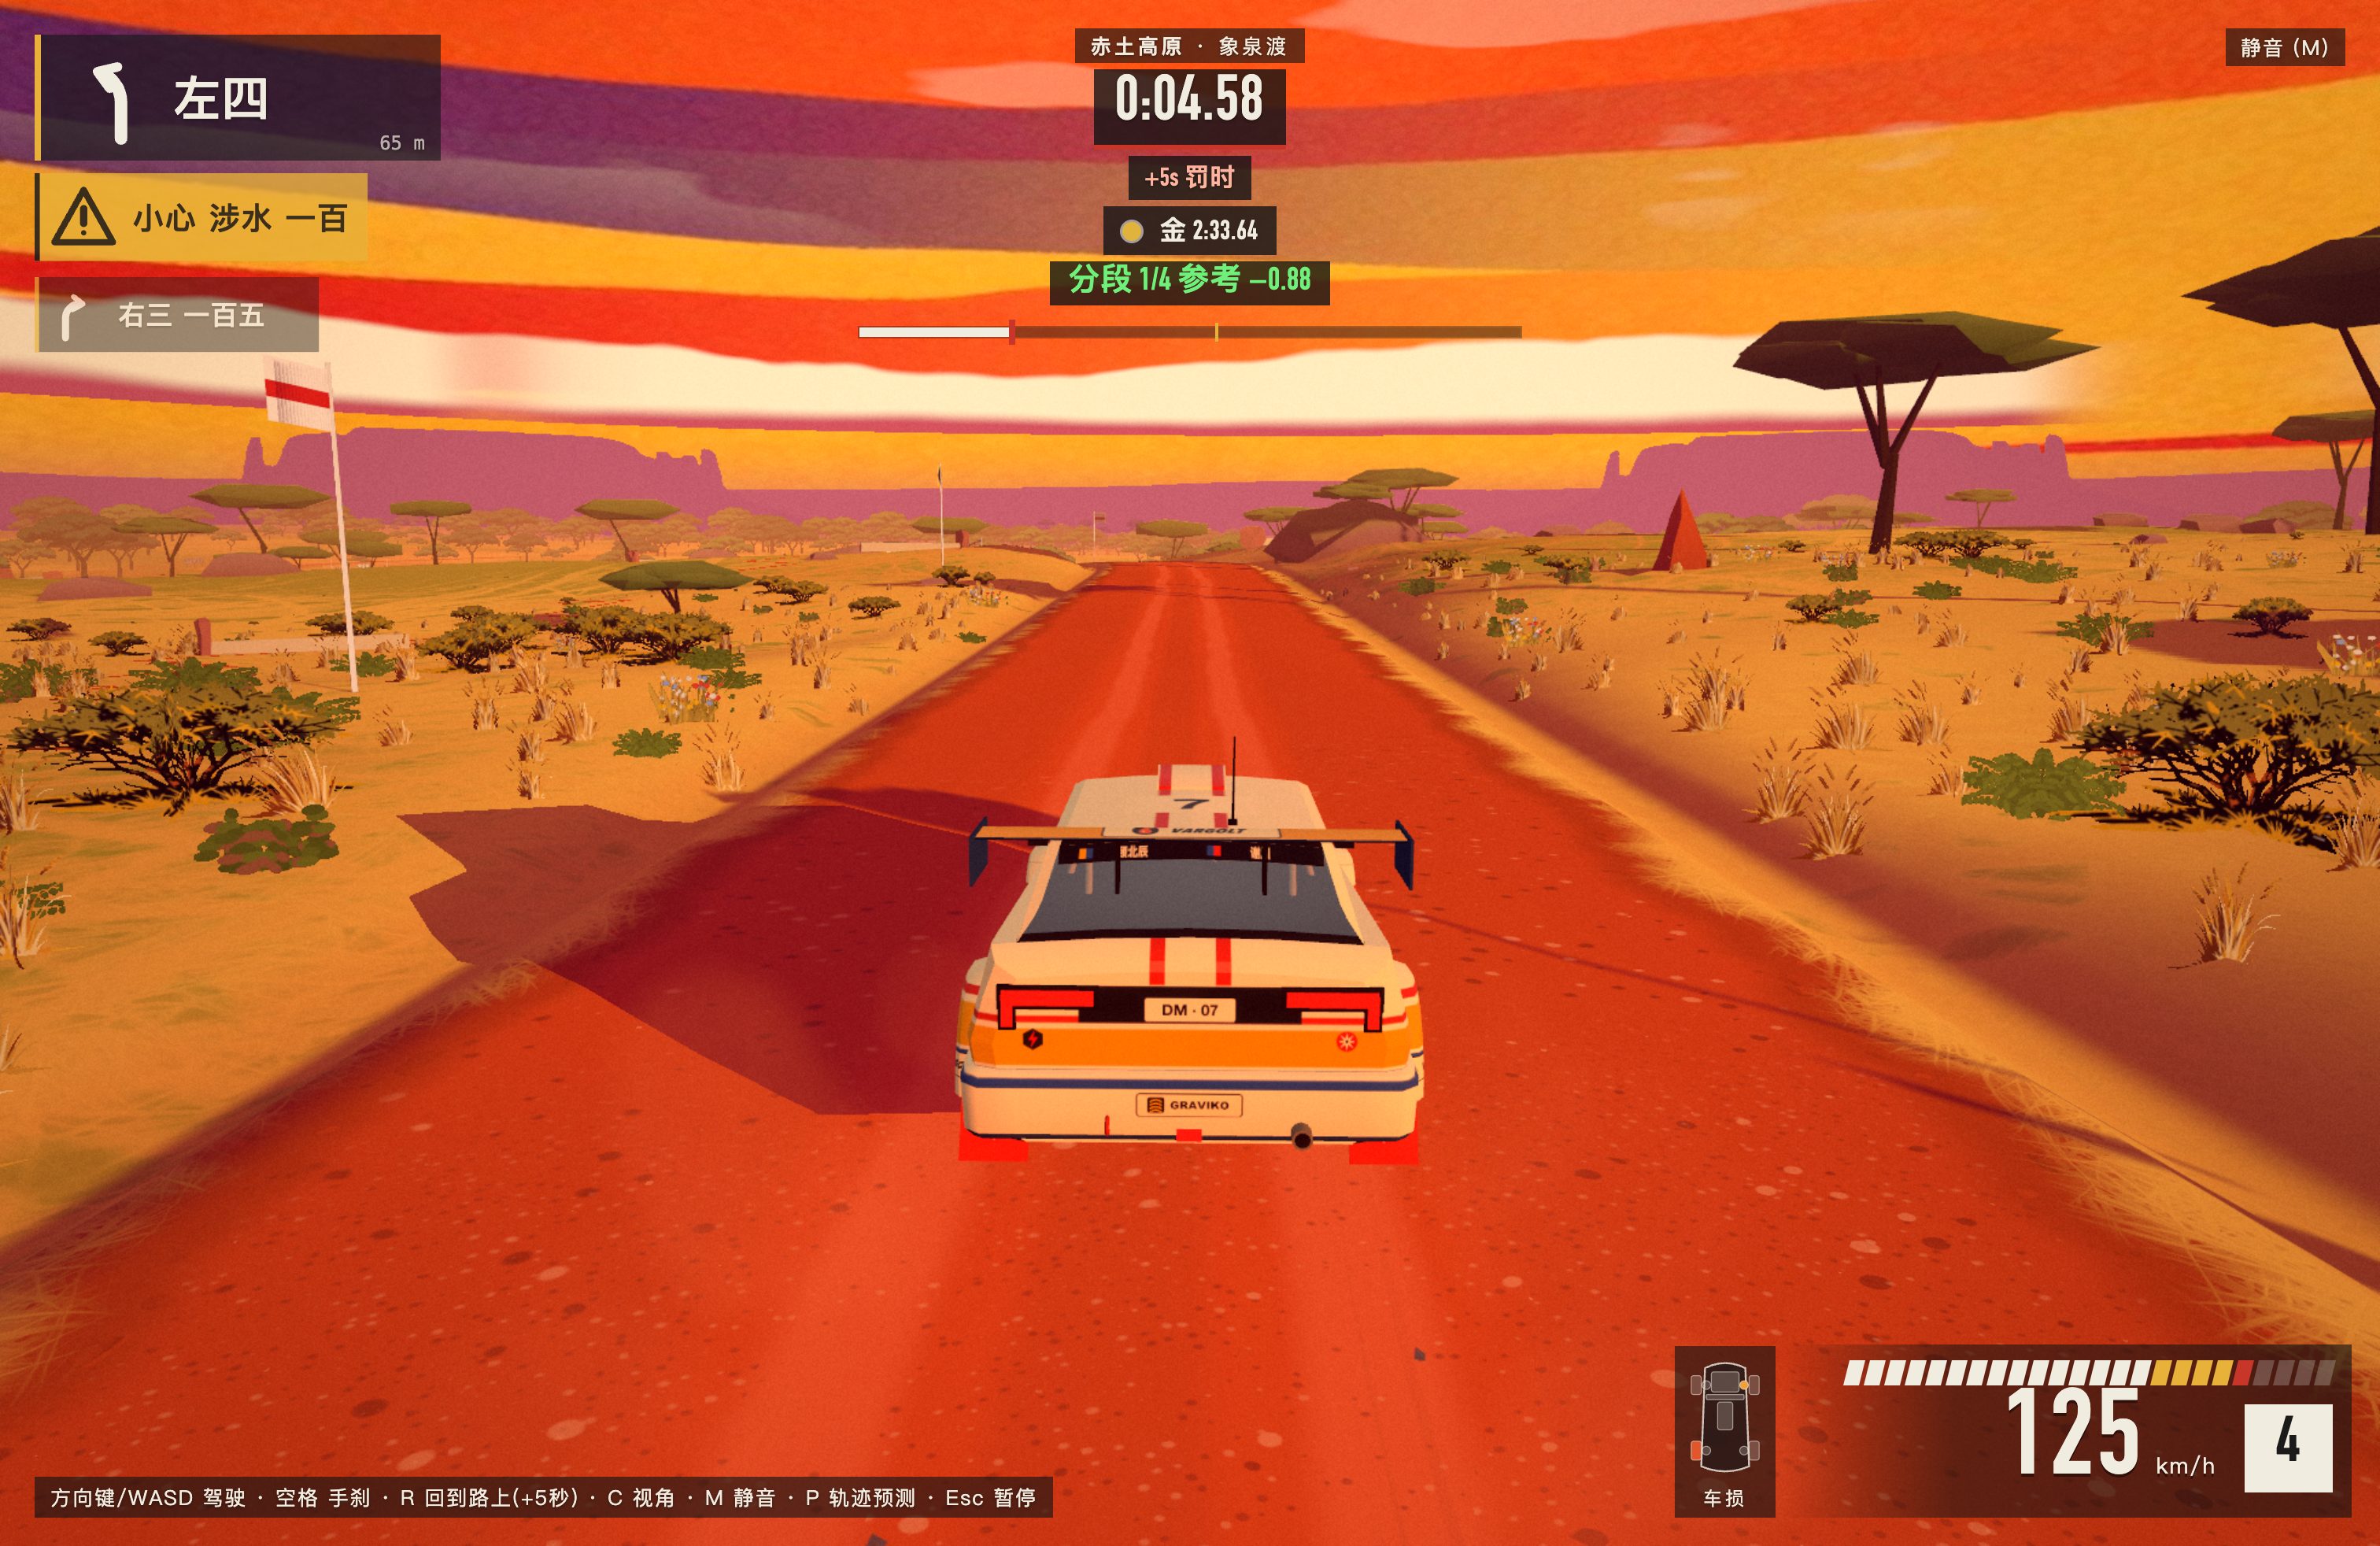 左四
65 m
小心 涉水 一百
右三 一百五
赤土高原 · 象泉渡
0:04.58
+5s 罚时
金 2:33.64
分段 1/4 参考 −0.88
静音 (M)
7
VARGOLT
DM · 07
GRAVIKO
车损
125 km/h
4
方向键/WASD 驾驶 · 空格 手刹 · R 回到路上(+5秒) · C 视角 · M 静音 · P 轨迹预测 · Esc 暂停